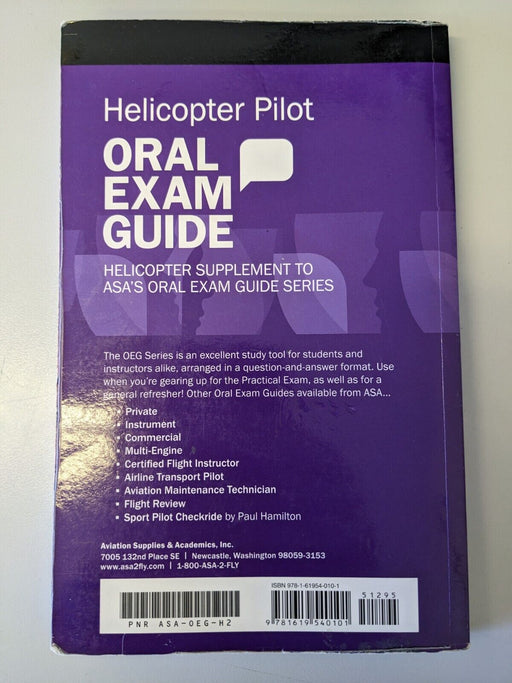 Helicopter Pilot
ORAL
EXAM
GUIDE
HELICOPTER SUPPLEMENT TO
ASA'S ORAL EXAM GUIDE SERIES
The OEG Series is an excellent study tool for students and
instructors alike, arranged in a question-and-answer format. Use
when you're gearing up for the Practical Exam, as well as for a
general refresher! Other Oral Exam Guides available from ASA...
▪ Private
▪ Instrument
▪ Commercial
▪ Multi-Engine
▪ Certified Flight Instructor
▪ Airline Transport Pilot
▪ Aviation Maintenance Technician
▪ Flight Review
▪ Sport Pilot Checkride by Paul Hamilton
Aviation Supplies & Academics, Inc.
7005 132nd Place SE | Newcastle, Washington 98059-3153
www.asa2fly.com | 1-800-ASA-2-FLY
PNR ASA-OEG-H2
ISBN 978-1-61954-010-1
51295
9 781619 540101